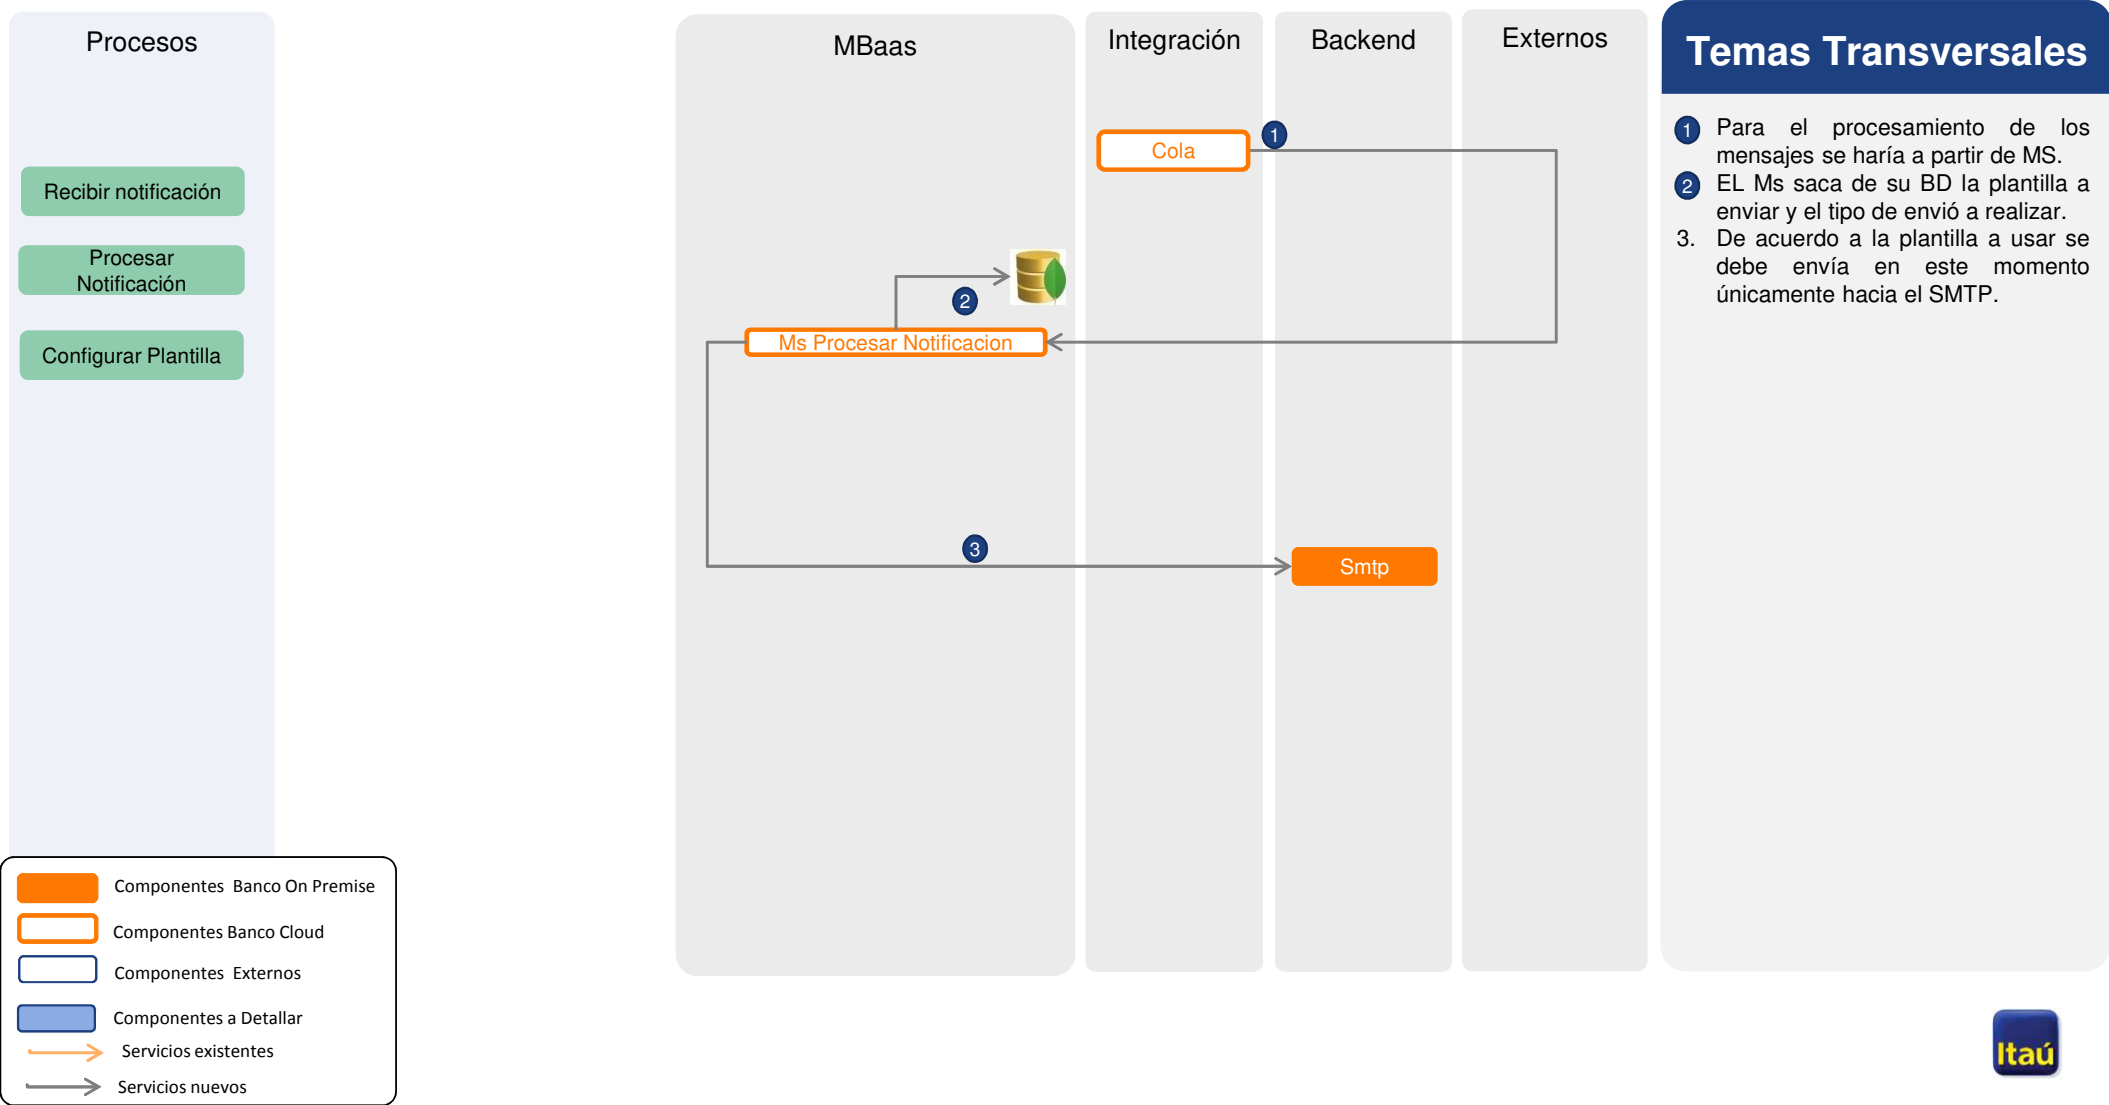 Procesos
MBaas
Integración
Backend
Externos
Temas Transversales
Recibir notificación
Procesar
Notificación
Configurar Plantilla
Cola
1
2
Ms Procesar Notificacion
3
Smtp
1 Para el procesamiento de los
mensajes se haría a partir de MS.
2 EL Ms saca de su BD la plantilla a
enviar y el tipo de envió a realizar.
3. De acuerdo a la plantilla a usar se
debe envía en este momento
únicamente hacia el SMTP.
Componentes Banco On Premise
Componentes Banco Cloud
Componentes Externos
Componentes a Detallar
Servicios existentes
Servicios nuevos
Itaú